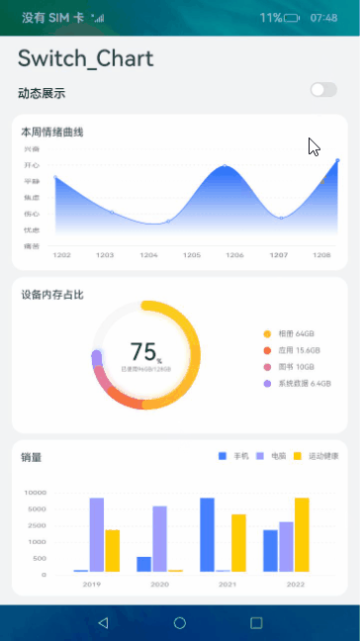 没有 SIM 卡 11% 07:48
Switch_Chart
动态展示
本周情绪曲线
兴奋
开心
平静
焦虑
伤心
忧虑
痛苦
1202 1203 1204 1205 1206 1207 1208
设备内存占比
75%
已使用96GB/128GB
相册 64GB
应用 15.6GB
图书 10GB
系统数据 6.4GB
销量
手机 电脑 运动健康
10000
5000
2500
1000
500
0
2019 2020 2021 2022